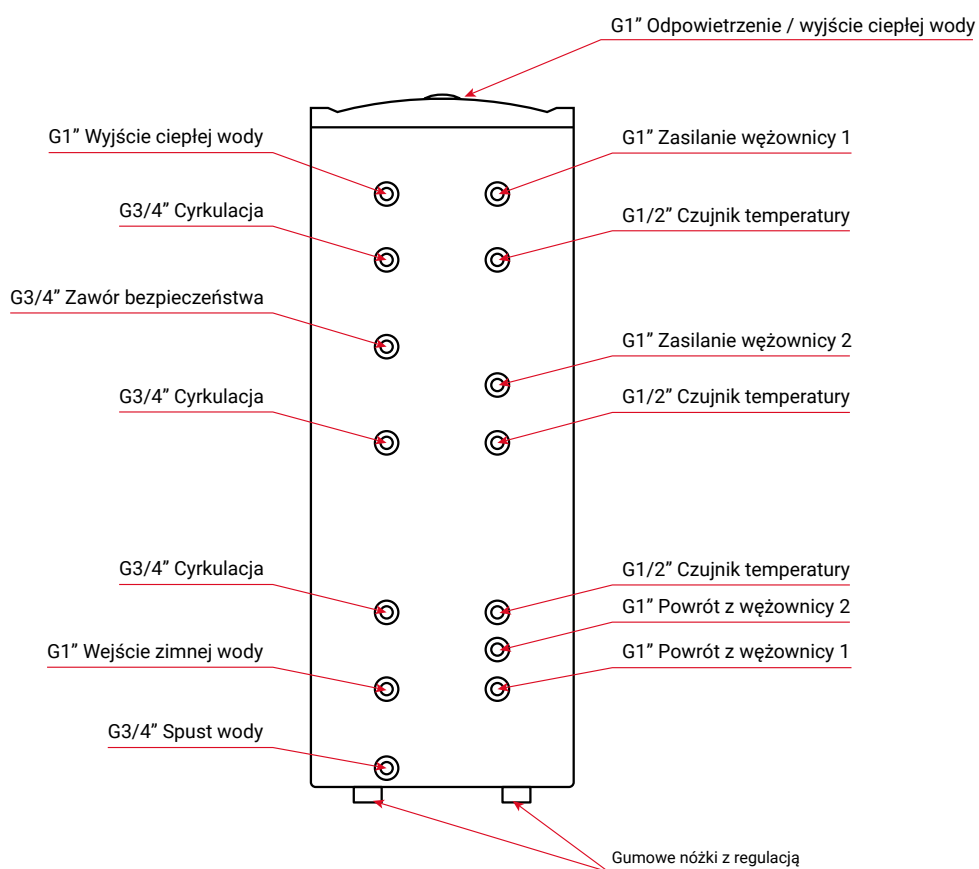 G1” Odpowietrzenie / wyjście ciepłej wody
G1” Wyjście ciepłej wody
G1” Zasilanie wężownicy 1
G3/4” Cyrkulacja
G1/2” Czujnik temperatury
G3/4” Zawór bezpieczeństwa
G1” Zasilanie wężownicy 2
G3/4” Cyrkulacja
G1/2” Czujnik temperatury
G3/4” Cyrkulacja
G1/2” Czujnik temperatury
G1” Powrót z wężownicy 2
G1” Wejście zimnej wody
G1” Powrót z wężownicy 1
G3/4” Spust wody
Gumowe nóżki z regulacją